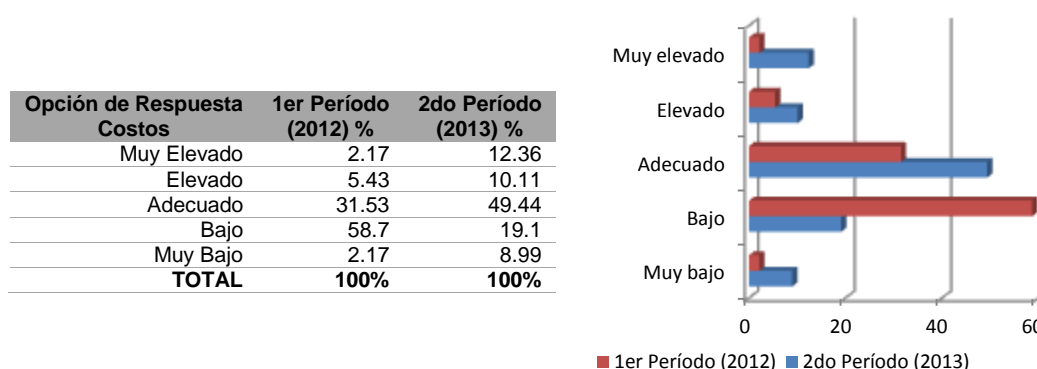 Opción de Respuesta 1er Período 2do Período
Costos (2012) % (2013) %
Muy Elevado 2.17 12.36
Elevado 5.43 10.11
Adecuado 31.53 49.44
Bajo 58.7 19.1
Muy Bajo 2.17 8.99
TOTAL 100% 100%
Muy elevado
Elevado
Adecuado
Bajo
Muy bajo
0 20 40 60
1er Período (2012) 2do Período (2013)